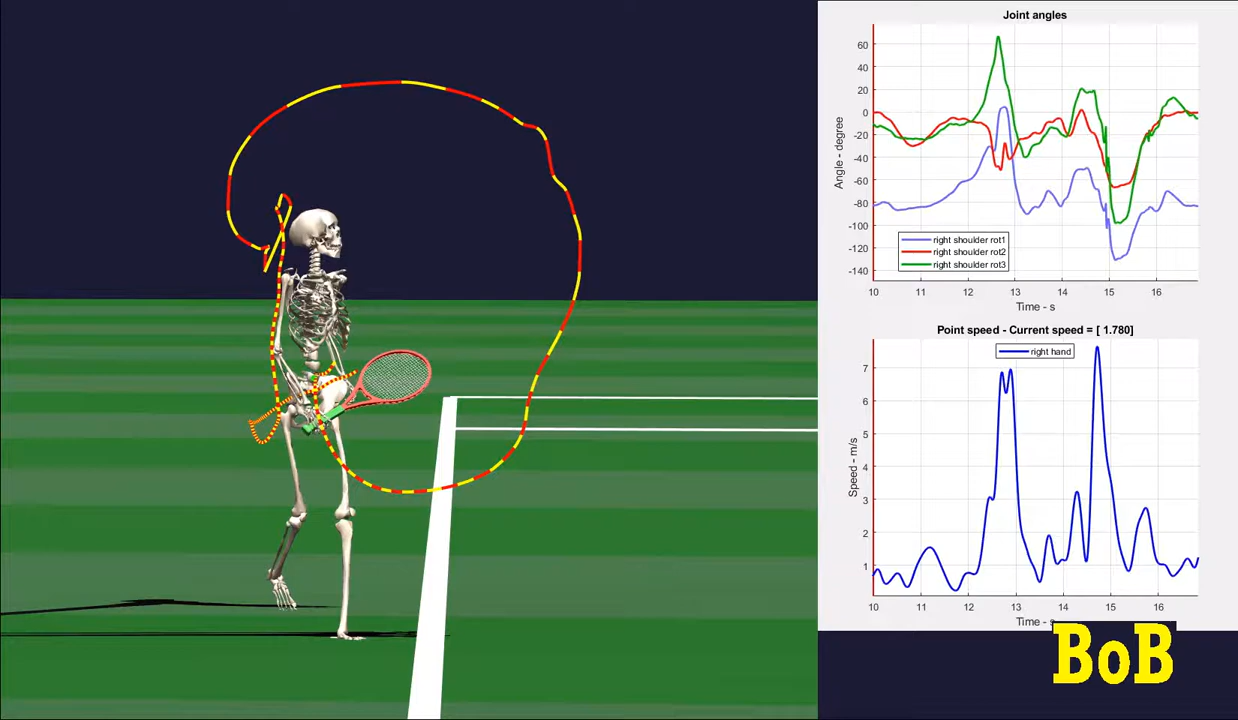 Joint angles
60
40
20
0
-20
-40
-60
-80
-100
-120
-140
Angle - degree
right shoulder rot1
right shoulder rot2
right shoulder rot3
10 11 12 13 14 15 16
Time - s
Point speed - Current speed = [ 1.780]
right hand
7
6
5
4
3
2
1
Speed - m/s
10 11 12 13 14 15 16
Time - s
BoB